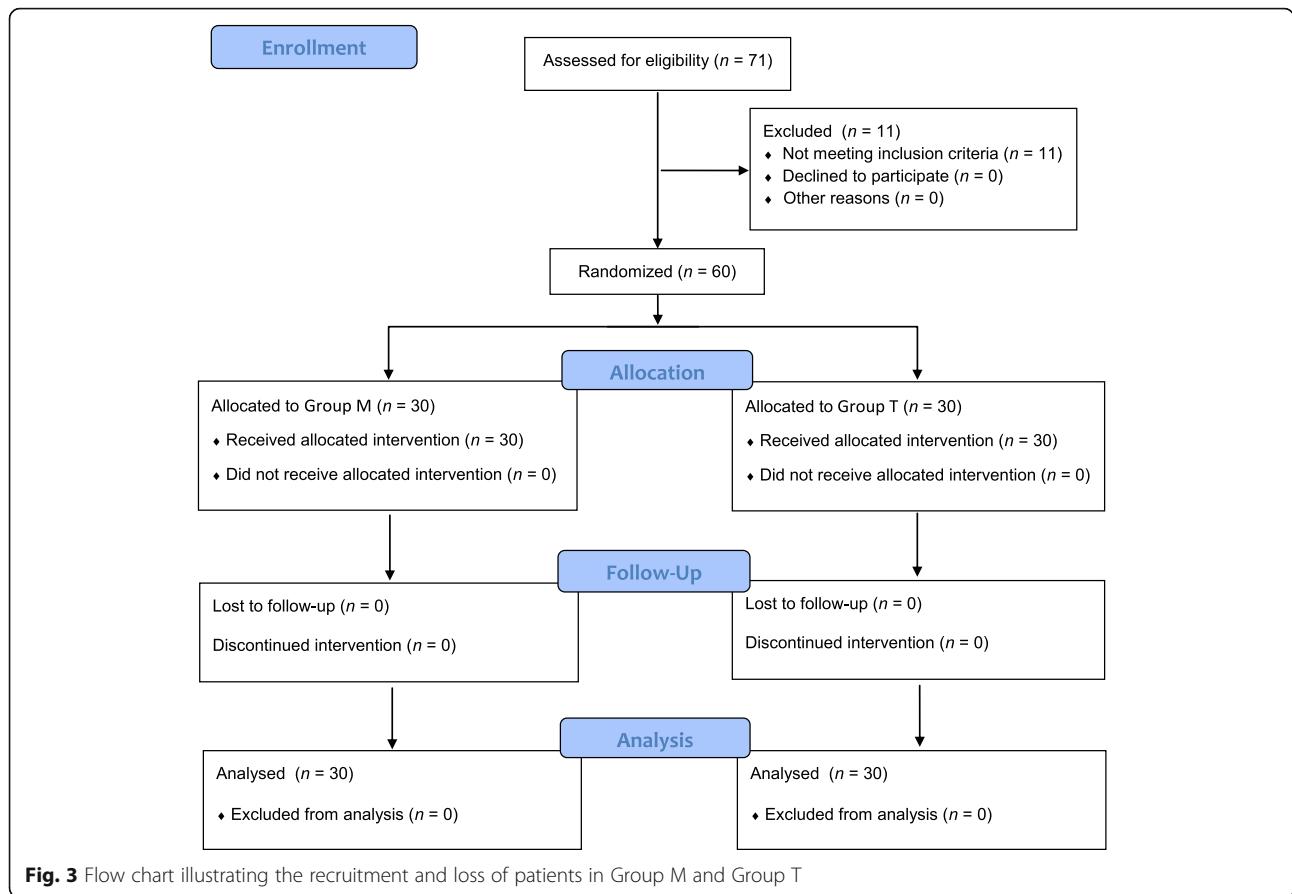 Enrollment
Assessed for eligibility (n = 71)
Excluded (n = 11)
♦ Not meeting inclusion criteria (n = 11)
♦ Declined to participate (n = 0)
♦ Other reasons (n = 0)
Randomized (n = 60)
Allocation
Allocated to Group M (n = 30)
♦ Received allocated intervention (n = 30)
♦ Did not receive allocated intervention (n = 0)
Allocated to Group T (n = 30)
♦ Received allocated intervention (n = 30)
♦ Did not receive allocated intervention (n = 0)
Follow-Up
Lost to follow-up (n = 0)
Discontinued intervention (n = 0)
Lost to follow-up (n = 0)
Discontinued intervention (n = 0)
Analysis
Analysed (n = 30)
♦ Excluded from analysis (n = 0)
Analysed (n = 30)
♦ Excluded from analysis (n = 0)
Fig. 3 Flow chart illustrating the recruitment and loss of patients in Group M and Group T